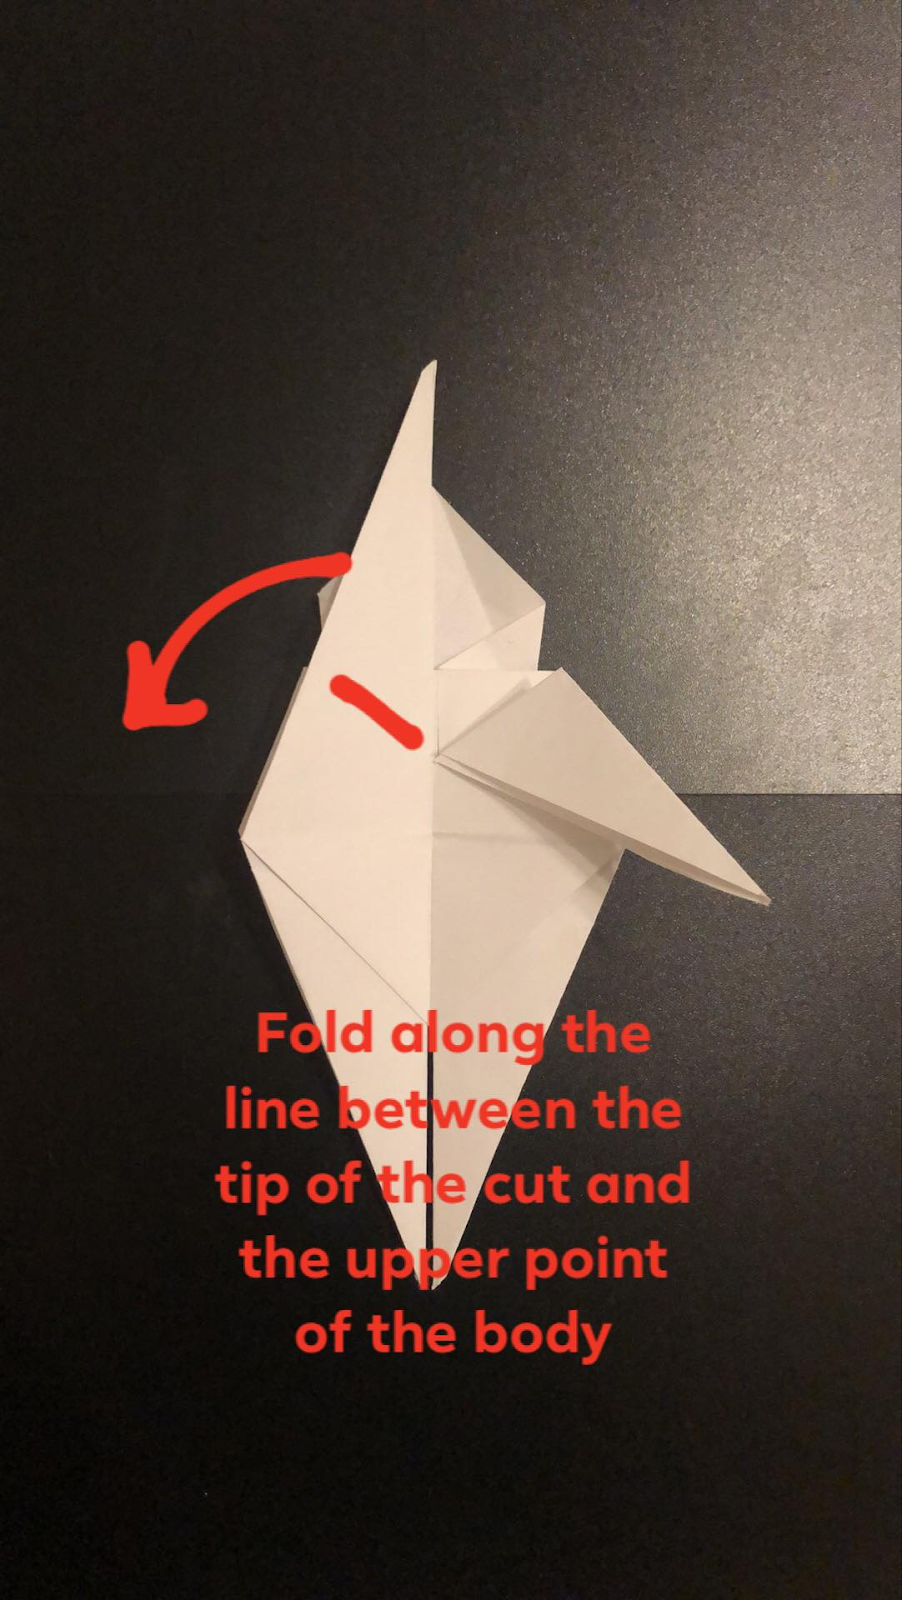 Fold along the
line between the
tip of the cut and
the upper point
of the body